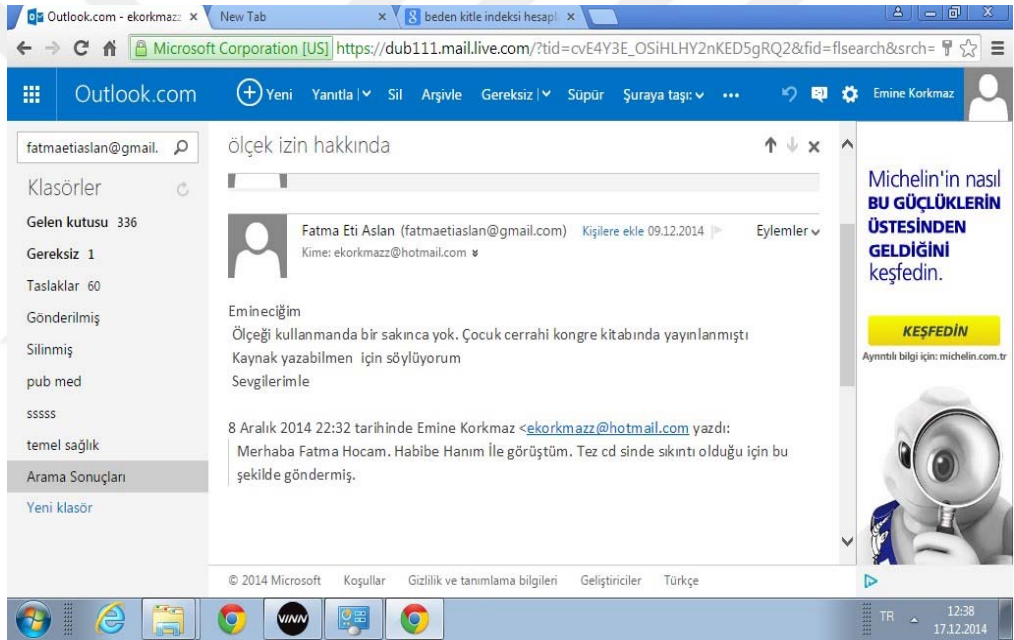 Outlook.com - ekorkmazz
New Tab
beden kitle indeksi hesapl
Microsoft Corporation [US] https://dub111.mail.live.com/?tid=cvE4Y3E_OSiHLHY2nKED5gRQ2&fid=flsearch&srch=
Outlook.com
Yeni Yanıtla Sil Arşivle Gereksiz Süpür Şuraya taşı: ... Emine Korkmaz
fatmaetiaslan@gmail.
Klasörler
Gelen kutusu 336
Gereksiz 1
Taslaklar 60
Gönderilmiş
Silinmiş
pub med
sssss
temel sağlık
Arama Sonuçları
Yeni klasör
ölçek izin hakkında
Fatma Eti Aslan (fatmaetiaslan@gmail.com) Kişilere ekle 09.12.2014 Eylemler
Kime: ekorkmazz@hotmail.com
Emineciğim
Ölçeği kullanmanda bir sakınca yok. Çocuk cerrahi kongre kitabında yayınlanmıştı
Kaynak yazabilmen için söylüyorum
Sevgilerimle
8 Aralık 2014 22:32 tarihinde Emine Korkmaz <ekorkmazz@hotmail.com yazdı:
Merhaba Fatma Hocam. Habibe Hanım İle görüştüm. Tez cd sinde sıkıntı olduğu için bu
şekilde göndermiş.
© 2014 Microsoft Koşullar Gizlilik ve tanımlama bilgileri Geliştiriciler Türkçe
Michelin'in nasıl
BU GÜÇLÜKLERİN
ÜSTESİNDEN
GELDİĞİNİ
keşfedin.
KEŞFEDİN
Ayrıntılı bilgi için: michelin.com.tr
VINN
TR
12:38
17.12.2014